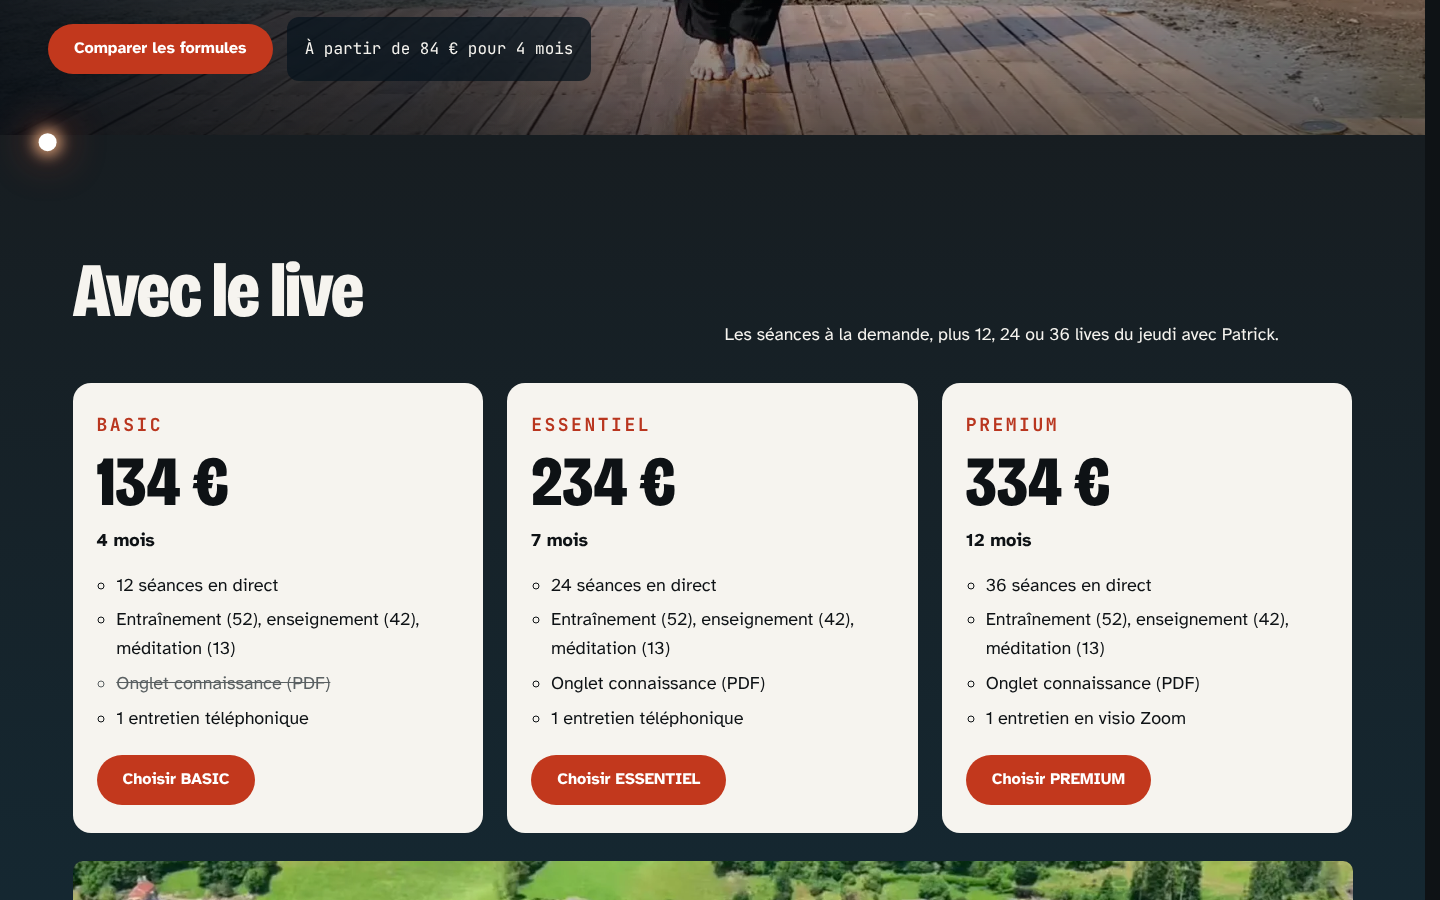 Comparer les formules
À partir de 84 € pour 4 mois
Avec le live
Les séances à la demande, plus 12, 24 ou 36 lives du jeudi avec Patrick.
BASIC
134 €
4 mois
12 séances en direct
Entraînement (52), enseignement (42),
méditation (13)
Onglet connaissance (PDF)
1 entretien téléphonique
Choisir BASIC
ESSENTIEL
234 €
7 mois
24 séances en direct
Entraînement (52), enseignement (42),
méditation (13)
Onglet connaissance (PDF)
1 entretien téléphonique
Choisir ESSENTIEL
PREMIUM
334 €
12 mois
36 séances en direct
Entraînement (52), enseignement (42),
méditation (13)
Onglet connaissance (PDF)
1 entretien en visio Zoom
Choisir PREMIUM